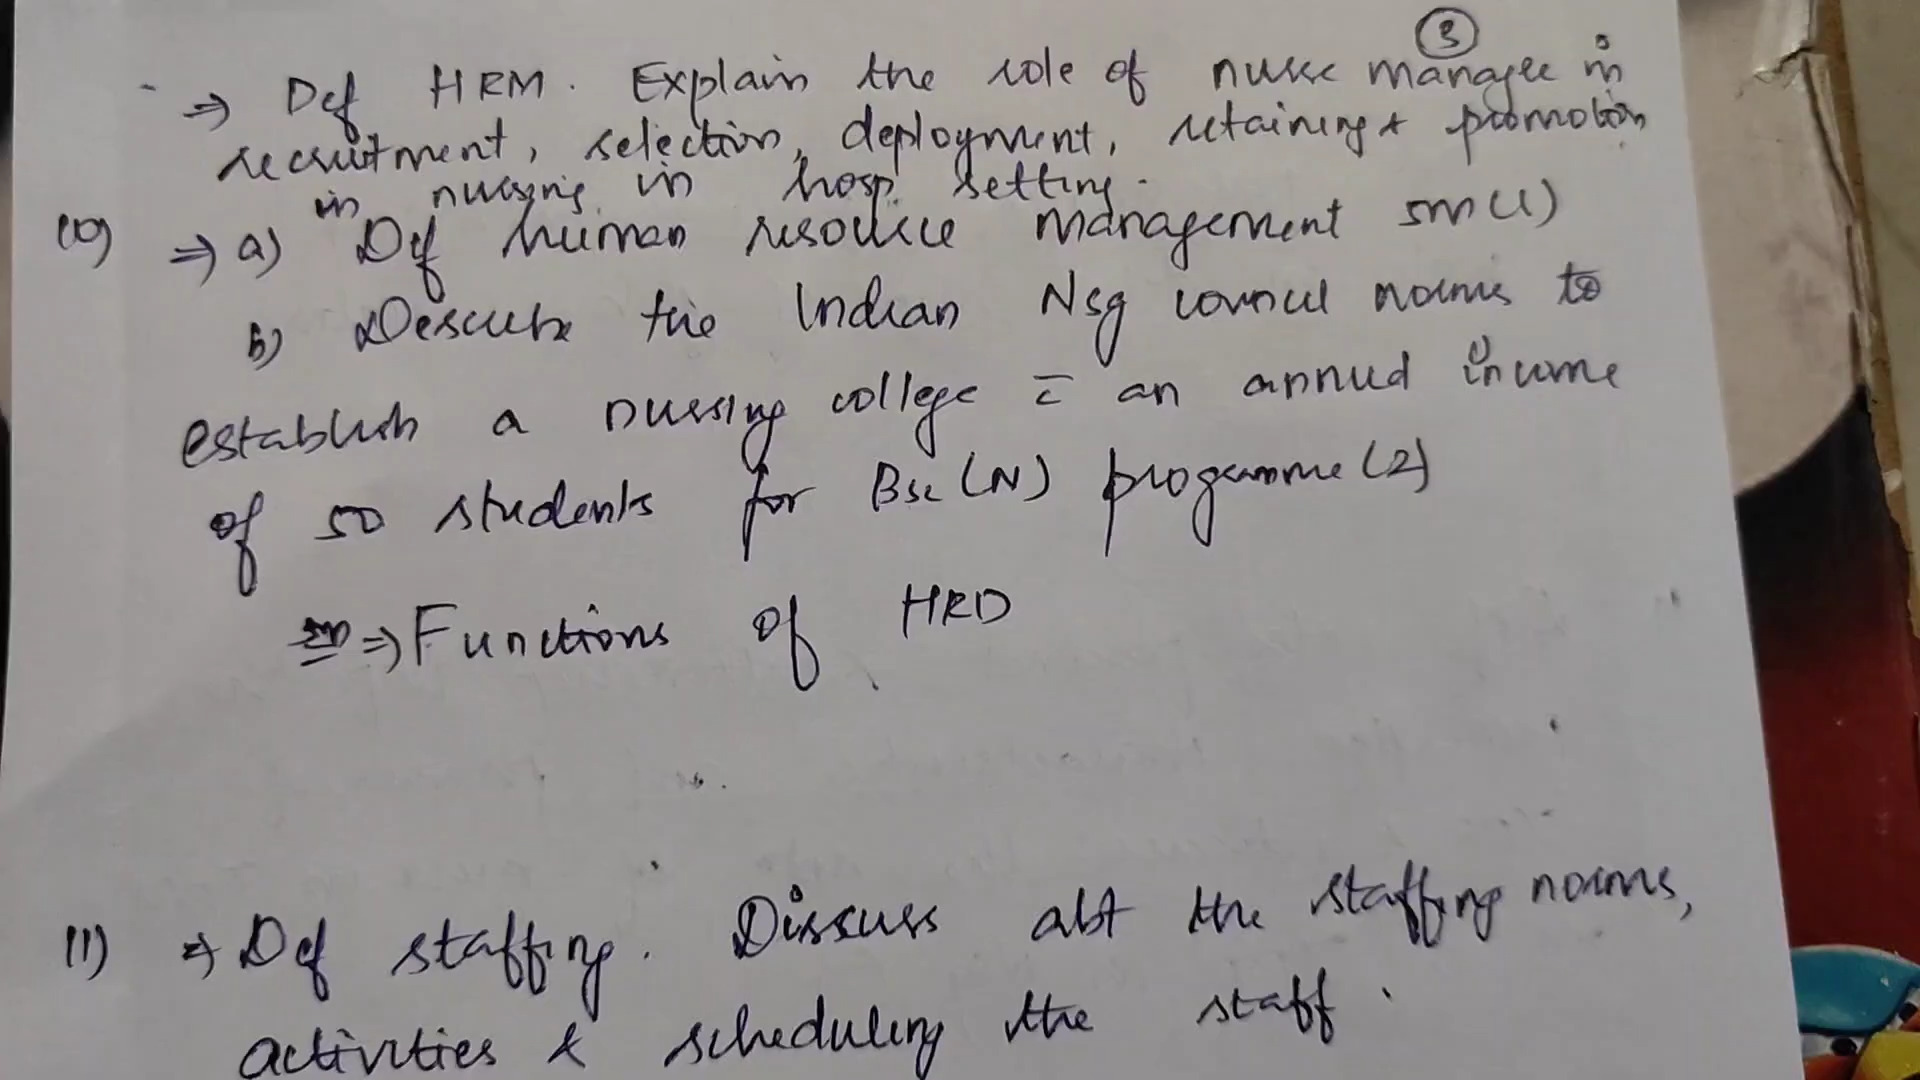 3
⇒ Def HRM. Explain the role of nurse manager in
recruitment, selection, deployment, retaining & promotion
in nursing in hosp. setting.
10) ⇒ a) Def human resource management 5m (1)
b) Describe the Indian Nsg council norms to
establish a nursing college c̄ an annual income
of 50 students for Bsc (N) programme (2)
5m ⇒ Functions of HRD
11) ⇒ Def staffing. Discuss abt the staffing norms,
activities & scheduling the staff.